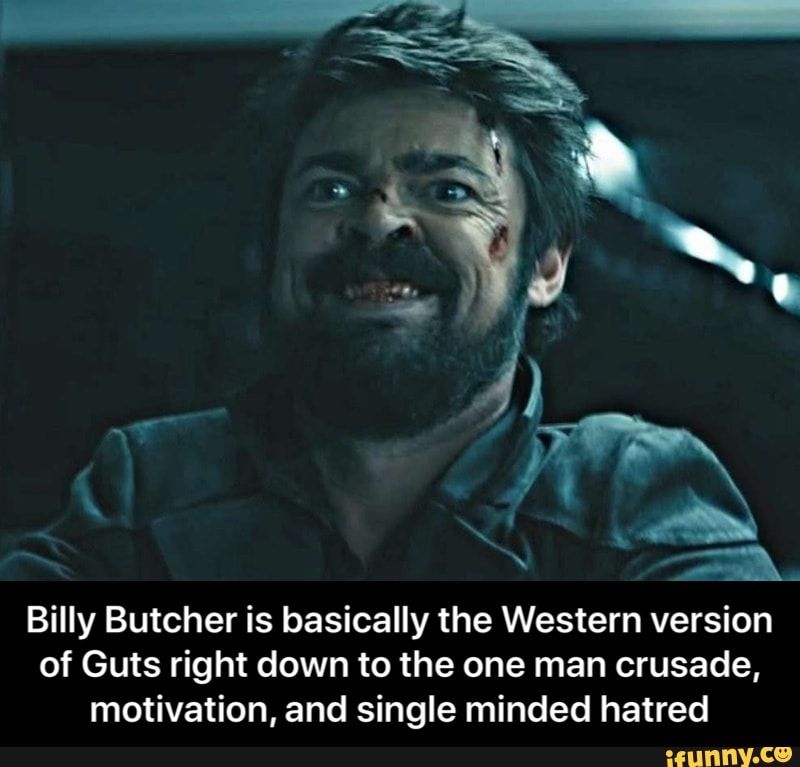 Billy Butcher is basically the Western version
of Guts right down to the one man crusade,
motivation, and single minded hatred
ifunny.co